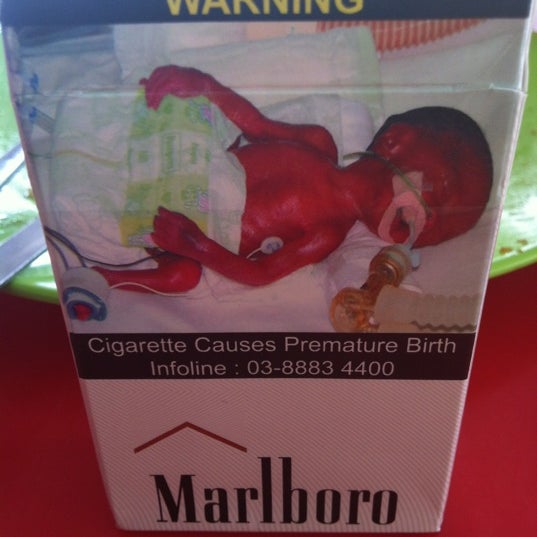 WARNING
Cigarette Causes Premature Birth
Infoline : 03-8883 4400
Marlboro